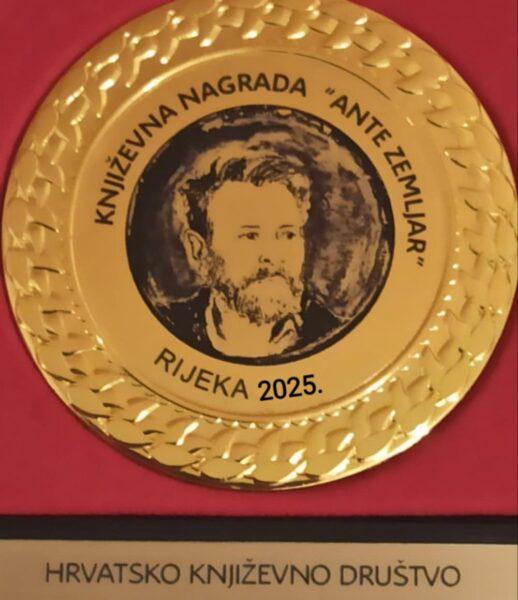 KNJIŽEVNA NAGRADA "ANTE ZEMLJAR"
RIJEKA 2025.
HRVATSKO KNJIŽEVNO DRUŠTVO